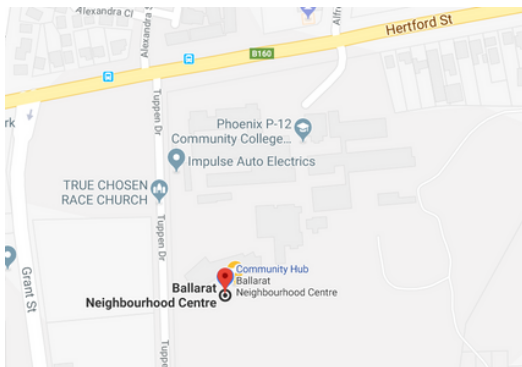 Alexandra Cl
Alexandra St
Hertford St
B160
Tuppen Dr
Phoenix P-12
Community College...
Impulse Auto Electrics
TRUE CHOSEN
RACE CHURCH
Tuppen Dr
Grant St
Community Hub
Ballarat
Neighbourhood Centre
Ballarat
Neighbourhood Centre